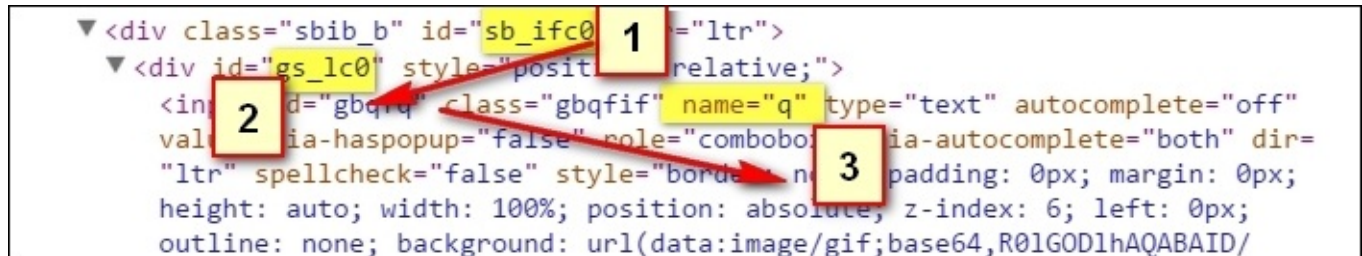 ▼<div class="sbib_b" id="sb_ifc0 1 ="ltr">
▼<div id="gs_lc0" style="positi relative;">
<inp 2 d="gbqfq" class="gbqfif" name="q" type="text" autocomplete="off"
val ia-haspopup="false" role="combobo 3 ia-autocomplete="both" dir=
"ltr" spellcheck="false" style="border: no padding: 0px; margin: 0px;
height: auto; width: 100%; position: absolute; z-index: 6; left: 0px;
outline: none; background: url(data:image/gif;base64,R0lGODlhAQABAID/